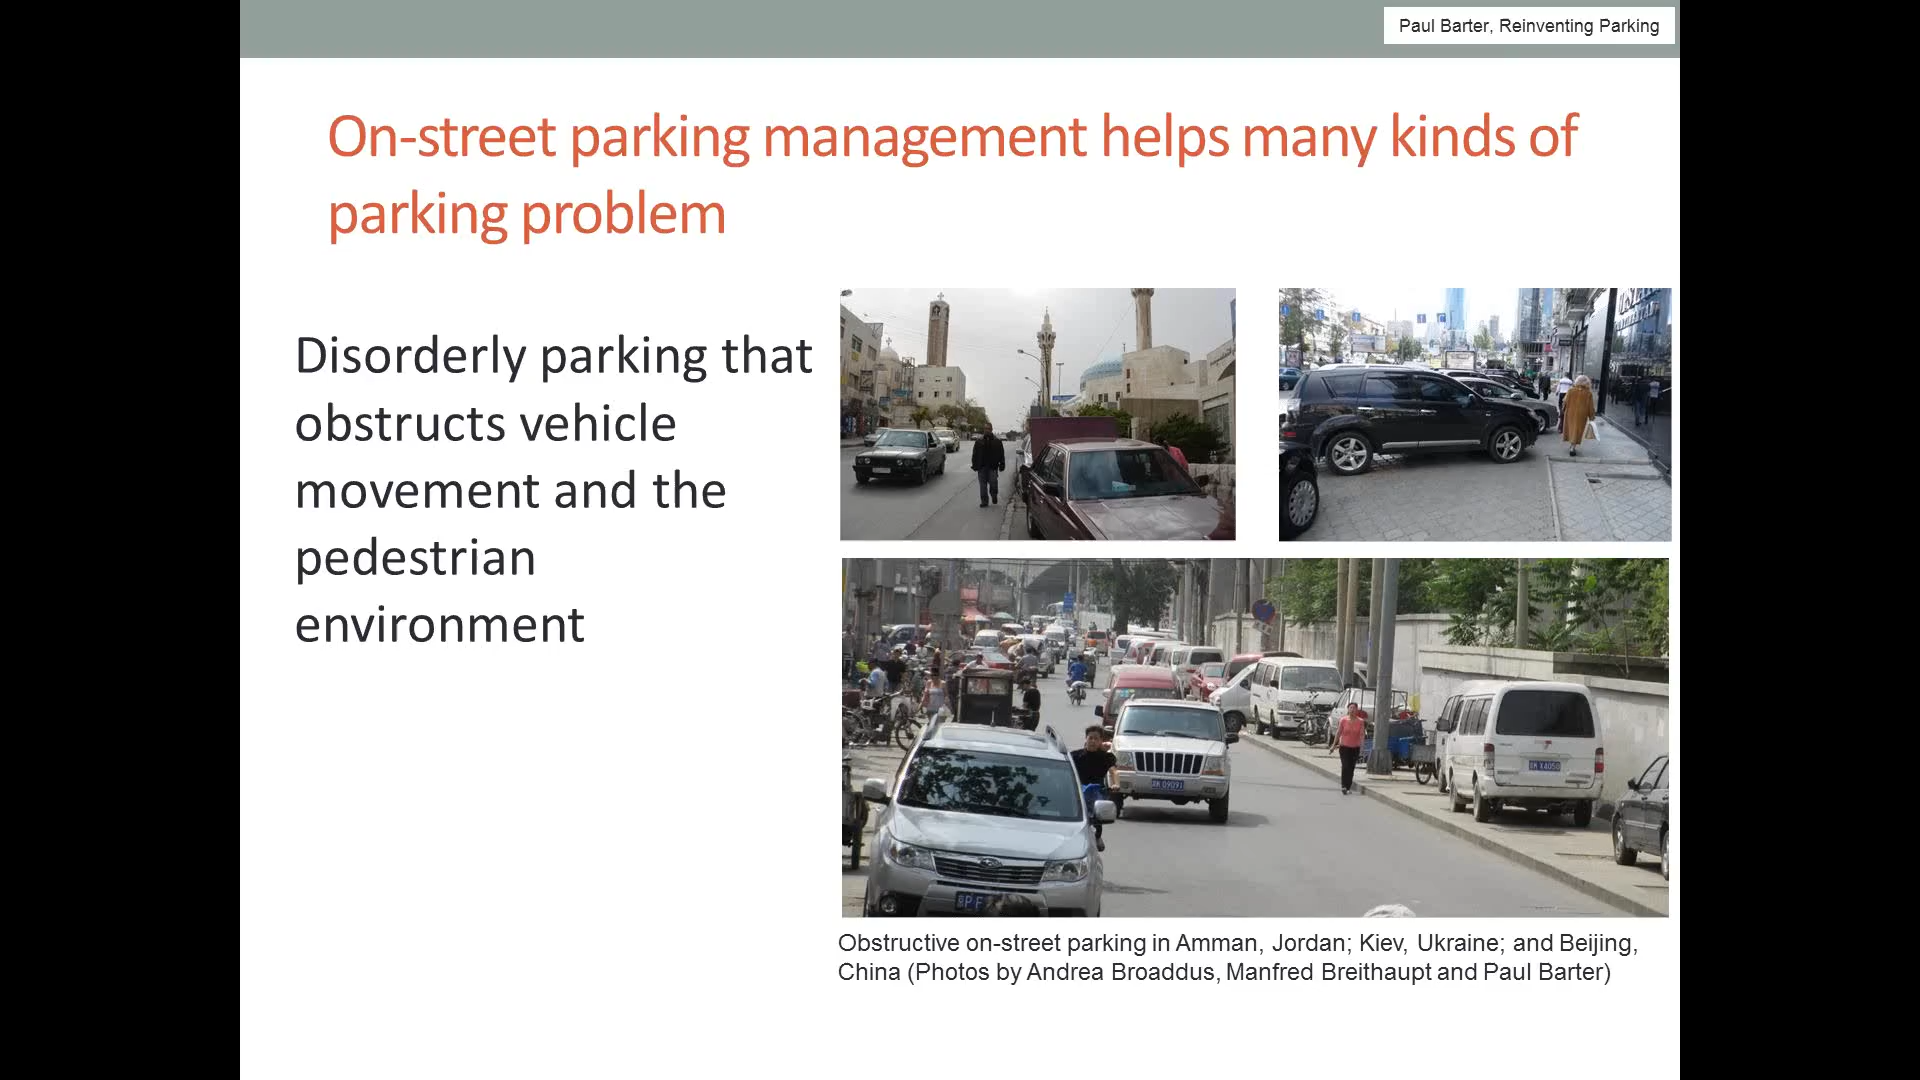 Paul Barter, Reinventing Parking
On-street parking management helps many kinds of
parking problem
Disorderly parking that
obstructs vehicle
movement and the
pedestrian
environment
Obstructive on-street parking in Amman, Jordan; Kiev, Ukraine; and Beijing,
China (Photos by Andrea Broaddus, Manfred Breithaupt and Paul Barter)